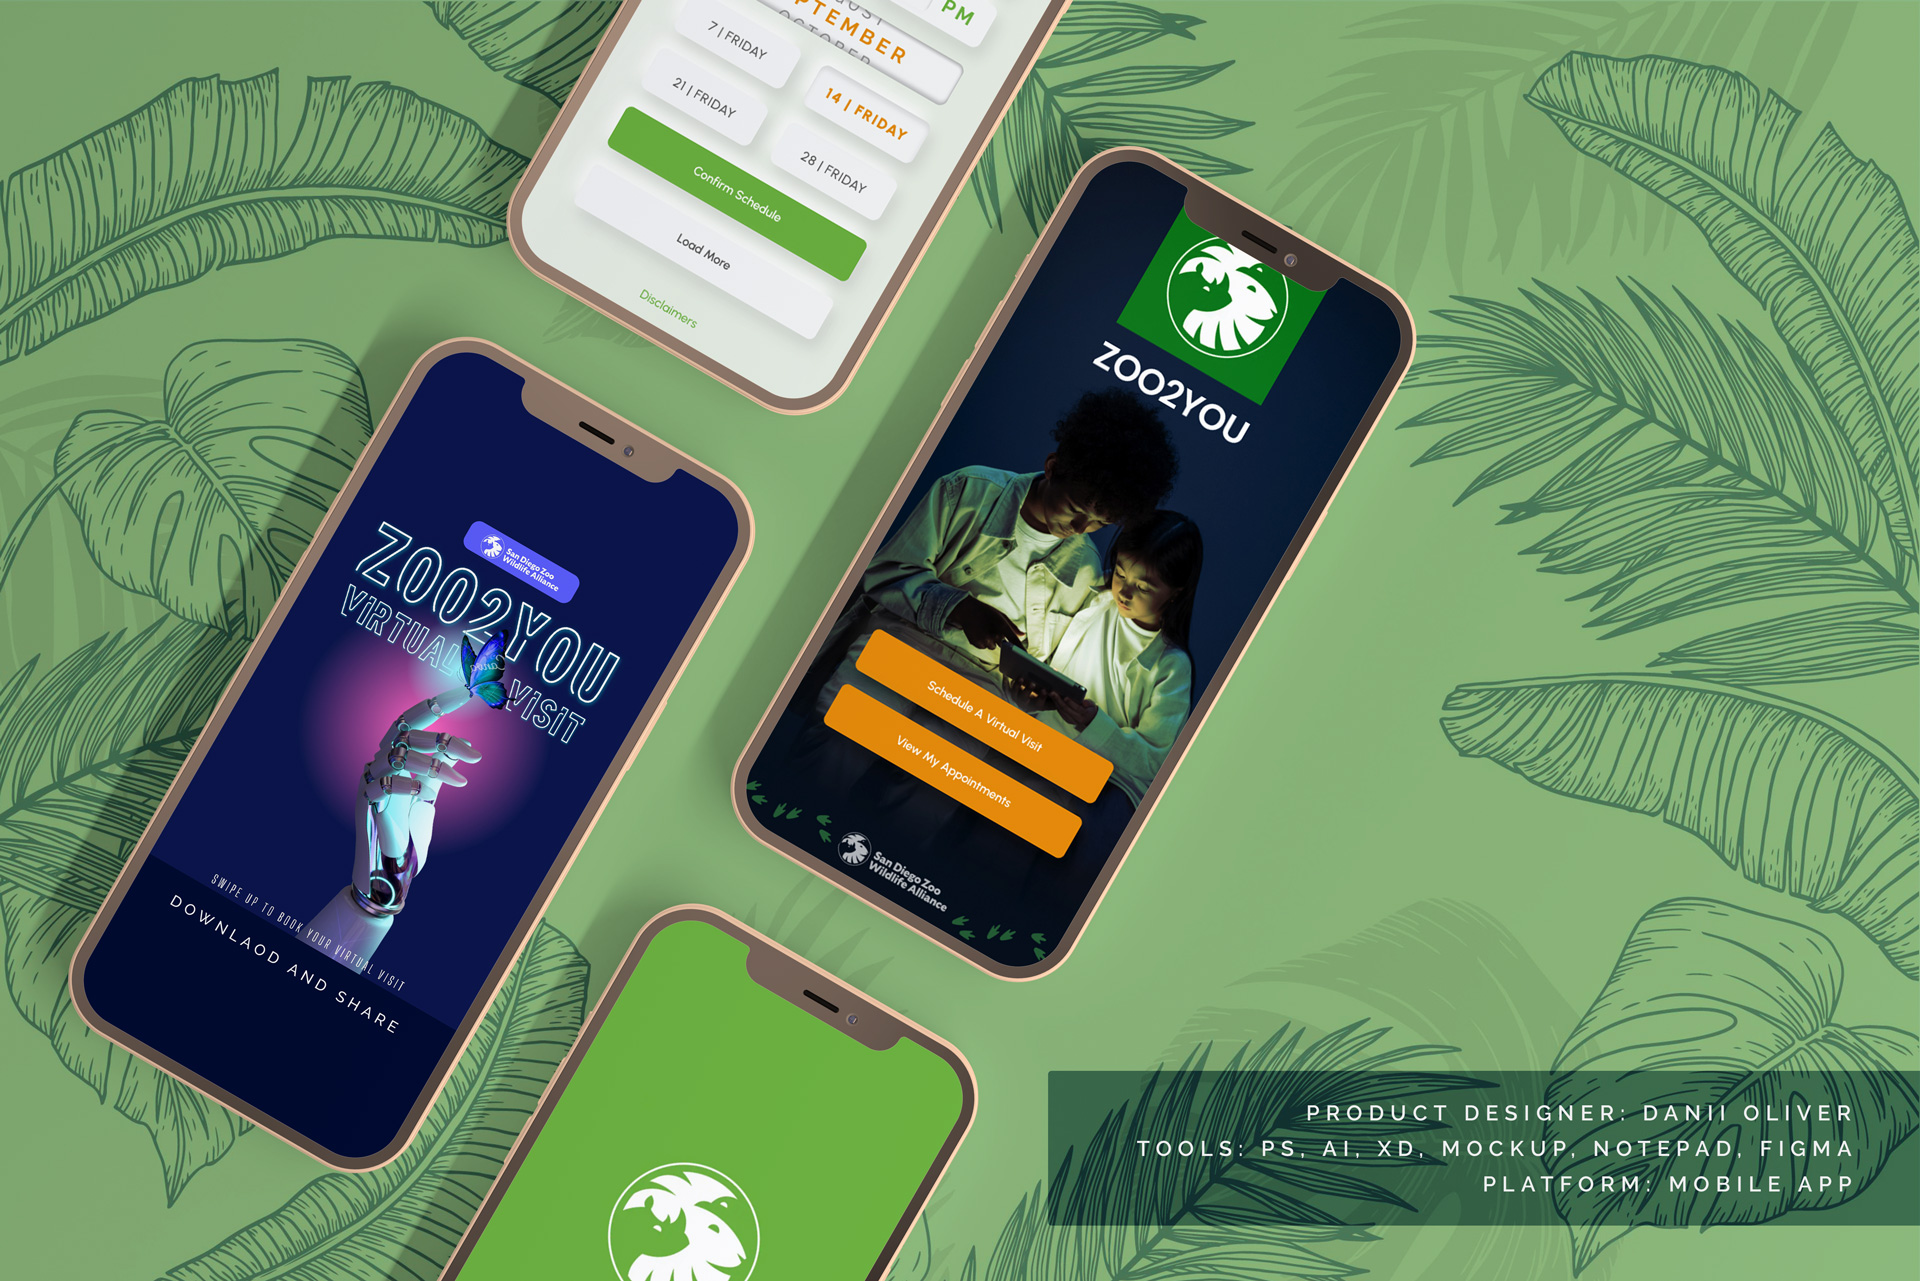 PM
OCTOBER
7 | FRIDAY
14 | FRIDAY
21 | FRIDAY
28 | FRIDAY
Confirm Schedule
Load More
Disclaimers
ZOO2YOU
Schedule A Virtual Visit
View My Appointments
San Diego Zoo
Wildlife Alliance
San Diego Zoo
Wildlife Alliance
ZOO2YOU
VIRTUAL VISIT
SWIPE UP TO BOOK YOUR VIRTUAL VISIT
DOWNLAOD AND SHARE
PRODUCT DESIGNER: DANII OLIVER
TOOLS: PS, AI, XD, MOCKUP, NOTEPAD, FIGMA
PLATFORM: MOBILE APP